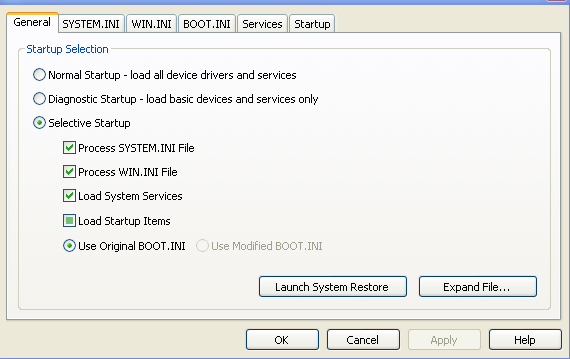 General SYSTEM.INI WIN.INI BOOT.INI Services Startup
Startup Selection
Normal Startup - load all device drivers and services
Diagnostic Startup - load basic devices and services only
Selective Startup
Process SYSTEM.INI File
Process WIN.INI File
Load System Services
Load Startup Items
Use Original BOOT.INI Use Modified BOOT.INI
Launch System Restore Expand File...
OK Cancel Apply Help